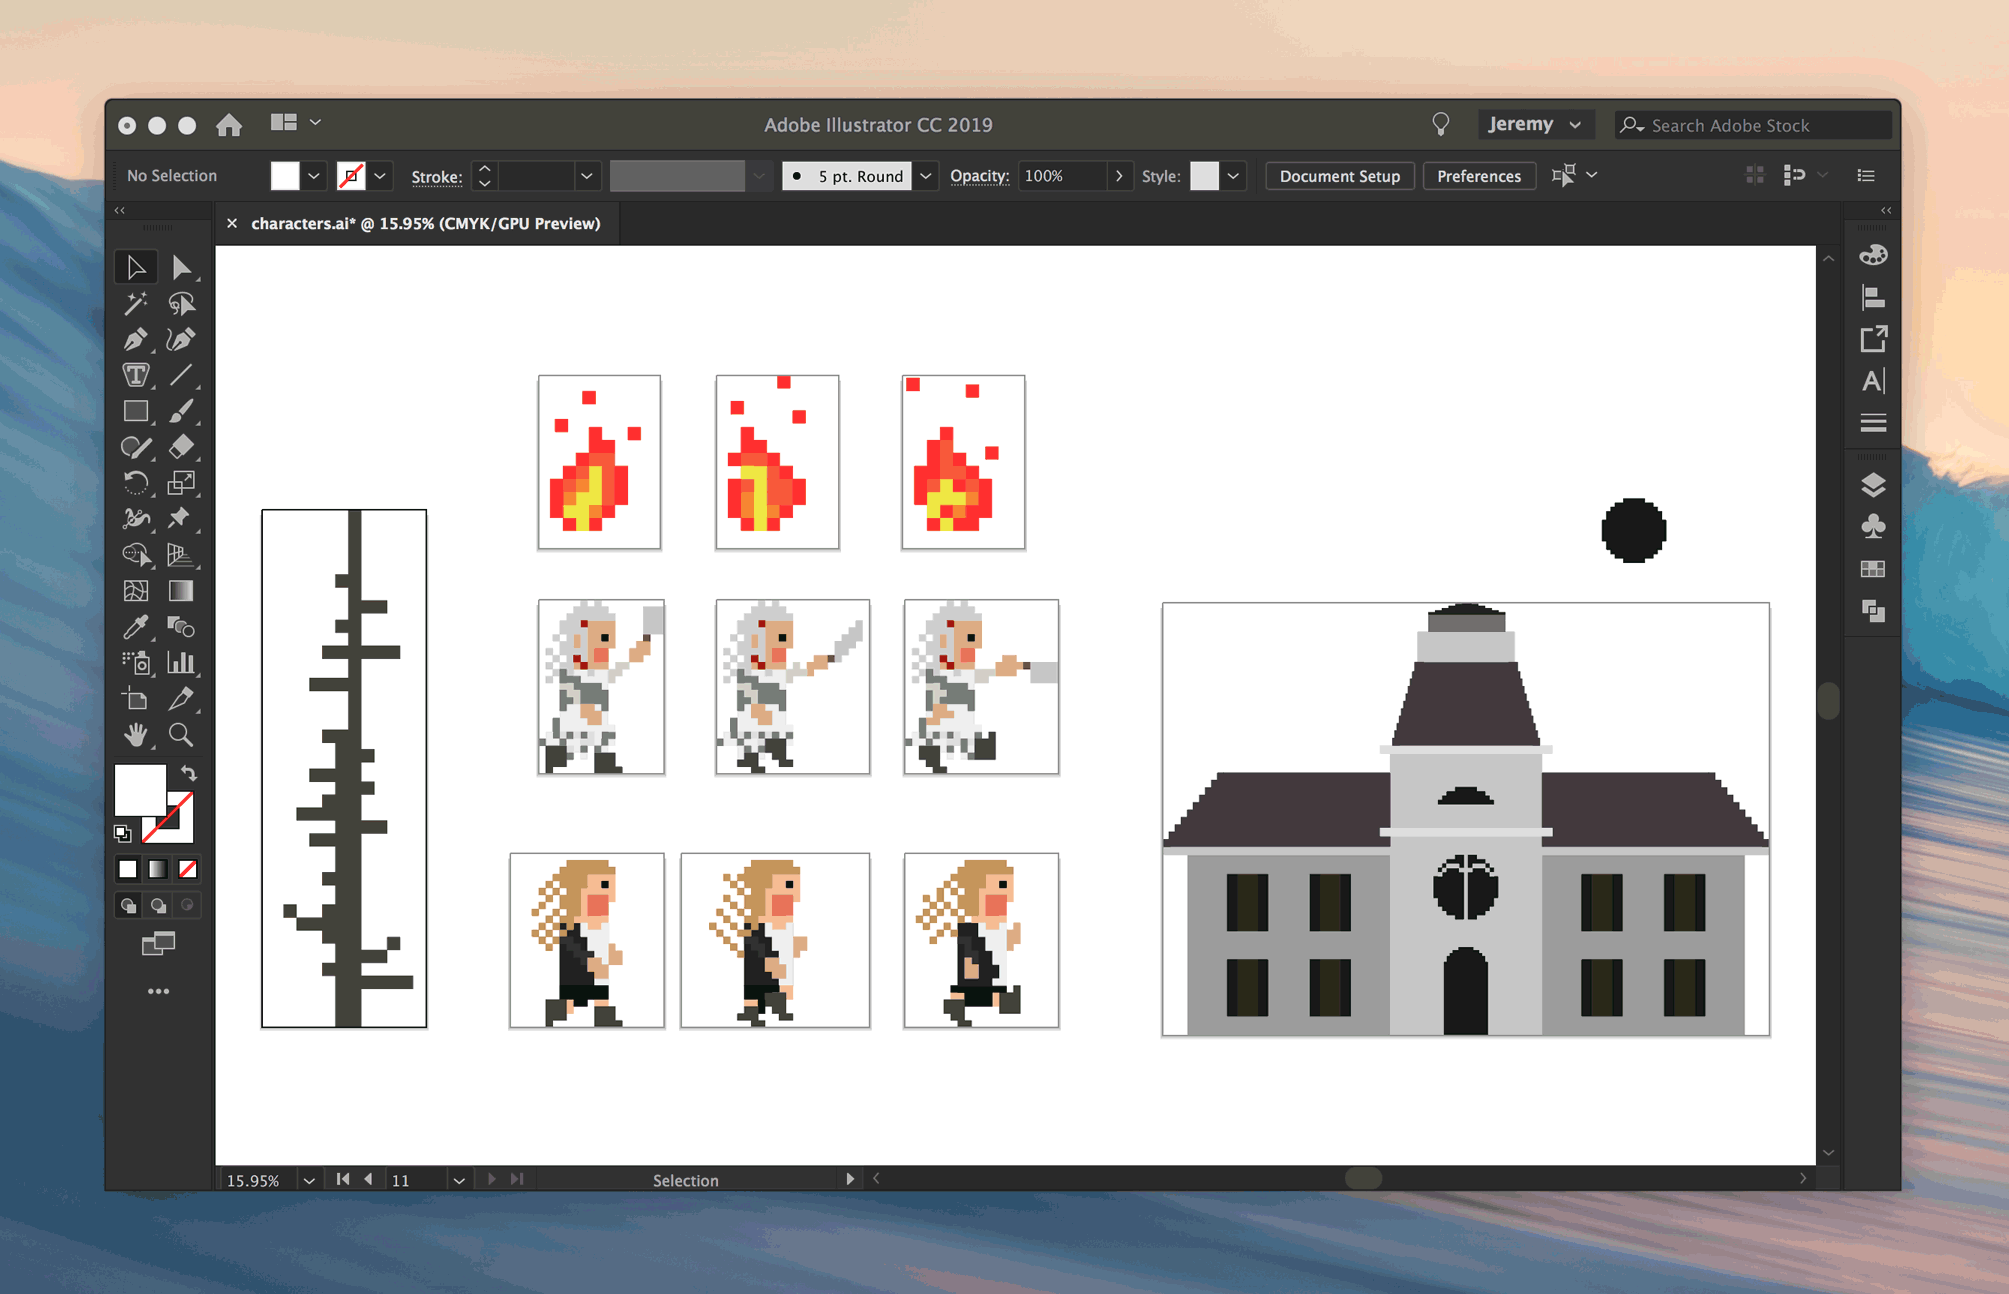 Adobe Illustrator CC 2019
Jeremy
Search Adobe Stock
No Selection
Stroke:
5 pt. Round
Opacity:
100%
Style:
Document Setup
Preferences
characters.ai* @ 15.95% (CMYK/GPU Preview)
15.95%
11
Selection